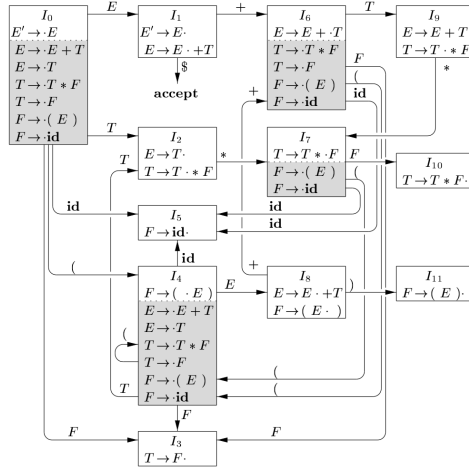 I₀
E′→·E
E→·E+T
E→·T
T→·T∗F
T→·F
F→·( E )
F→·id
E
I₁
E′→E·
E→E·+T
$
accept
+
I₆
E→E+·T
T→·T∗F
T→·F
F→·( E )
F→·id
T
F
(
id
I₉
E→E+T·
T→T·∗F
∗
T
I₂
E→T·
T→T·∗F
∗
+
I₇
T→T∗·F
F→·( E )
F→·id
F
(
I₁₀
T→T∗F·
T
id
I₅
F→id·
id
id
id
(
I₄
F→( ·E )
E→·E+T
E→·T
T→·T∗F
T→·F
F→·( E )
F→·id
(
T
E
I₈
E→E·+T
F→( E· )
)
I₁₁
F→( E )·
(
(
F
F
I₃
T→F·
F